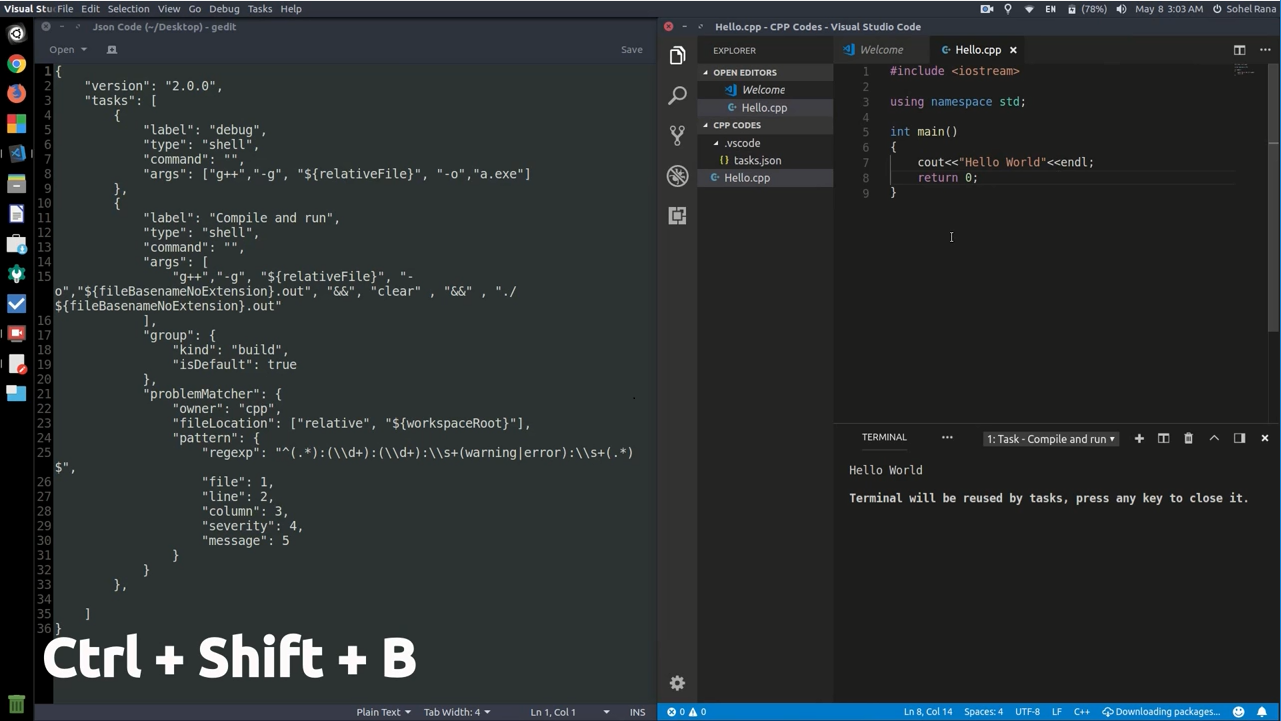 Visual Stu File Edit Selection View Go Debug Tasks Help
EN (78%) May 8 3:03 AM Sohel Rana
Json Code (~/Desktop) - gedit
Open
Save
1 {
2 "version": "2.0.0",
3 "tasks": [
4 {
5 "label": "debug",
6 "type": "shell",
7 "command": "",
8 "args": ["g++","-g", "${relativeFile}", "-o","a.exe"]
9 },
10 {
11 "label": "Compile and run",
12 "type": "shell",
13 "command": "",
14 "args": [
15 "g++","-g", "${relativeFile}", "-
o","${fileBasenameNoExtension}.out", "&&", "clear" , "&&" , "./
${fileBasenameNoExtension}.out"
16 ],
17 "group": {
18 "kind": "build",
19 "isDefault": true
20 },
21 "problemMatcher": {
22 "owner": "cpp",
23 "fileLocation": ["relative", "${workspaceRoot}"],
24 "pattern": {
25 "regexp": "^(.*):(\\d+):(\\d+):\\s+(warning|error):\\s+(.*)
$",
26 "file": 1,
27 "line": 2,
28 "column": 3,
29 "severity": 4,
30 "message": 5
31 }
32 }
33 },
34
35 ]
36 }
Ctrl + Shift + B
Plain Text Tab Width: 4 Ln 1, Col 1 INS
Hello.cpp - CPP Codes - Visual Studio Code
EXPLORER
OPEN EDITORS
Welcome
Hello.cpp
CPP CODES
.vscode
{} tasks.json
Hello.cpp
Welcome Hello.cpp
1 #include <iostream>
2
3 using namespace std;
4
5 int main()
6 {
7 cout<<"Hello World"<<endl;
8 return 0;
9 }
TERMINAL ... 1: Task - Compile and run
Hello World
Terminal will be reused by tasks, press any key to close it.
0 0 Ln 8, Col 14 Spaces: 4 UTF-8 LF C++ Downloading packages...